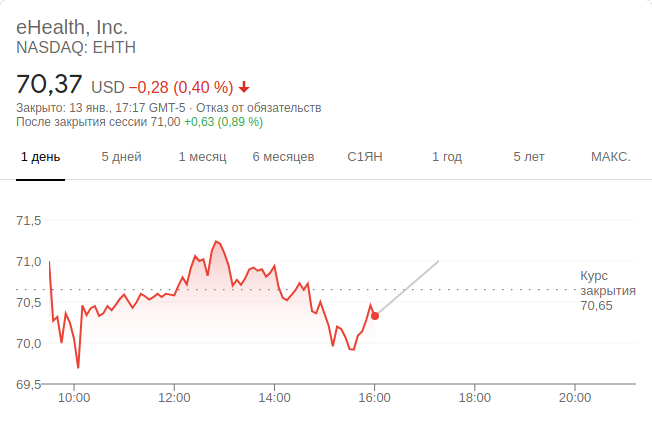 eHealth, Inc.
NASDAQ: EHTH
70,37 USD −0,28 (0,40 %)
Закрыто: 13 янв., 17:17 GMT-5 · Отказ от обязательств
После закрытия сессии 71,00 +0,63 (0,89 %)
1 день 5 дней 1 месяц 6 месяцев С1ЯН 1 год 5 лет МАКС.
71,5
71,0
Курс
закрытия
70,65
70,5
70,0
69,5
10:00 12:00 14:00 16:00 18:00 20:00